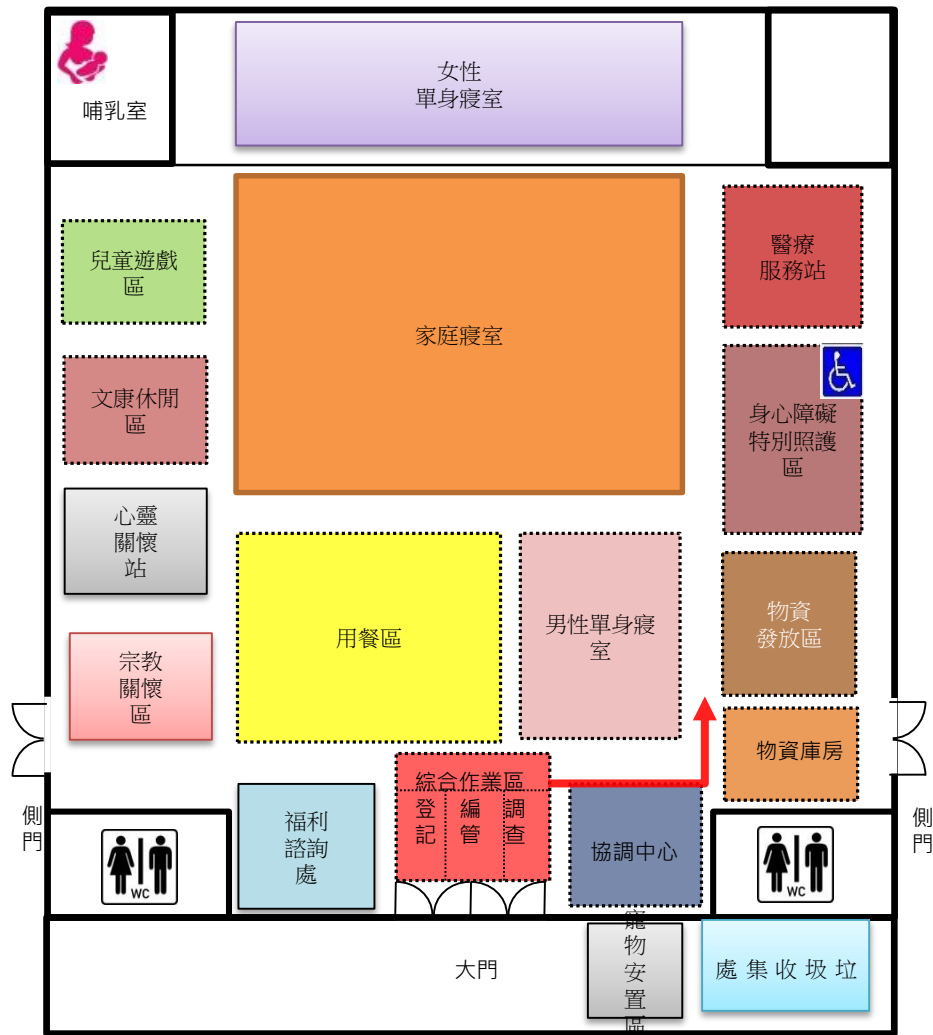 哺乳室
女性
單身寢室
兒童遊戲
區
家庭寢室
醫療
服務站
文康休閒
區
身心障礙
特別照護
區
心靈
關懷
站
用餐區
男性單身寢
室
物資
發放區
宗教
關懷
區
物資庫房
側
門
綜合作業區
登
記
編
管
調
查
福利
諮詢
處
協調中心
側
門
WC
WC
大門
寵
物
安
置
區
處集收圾垃